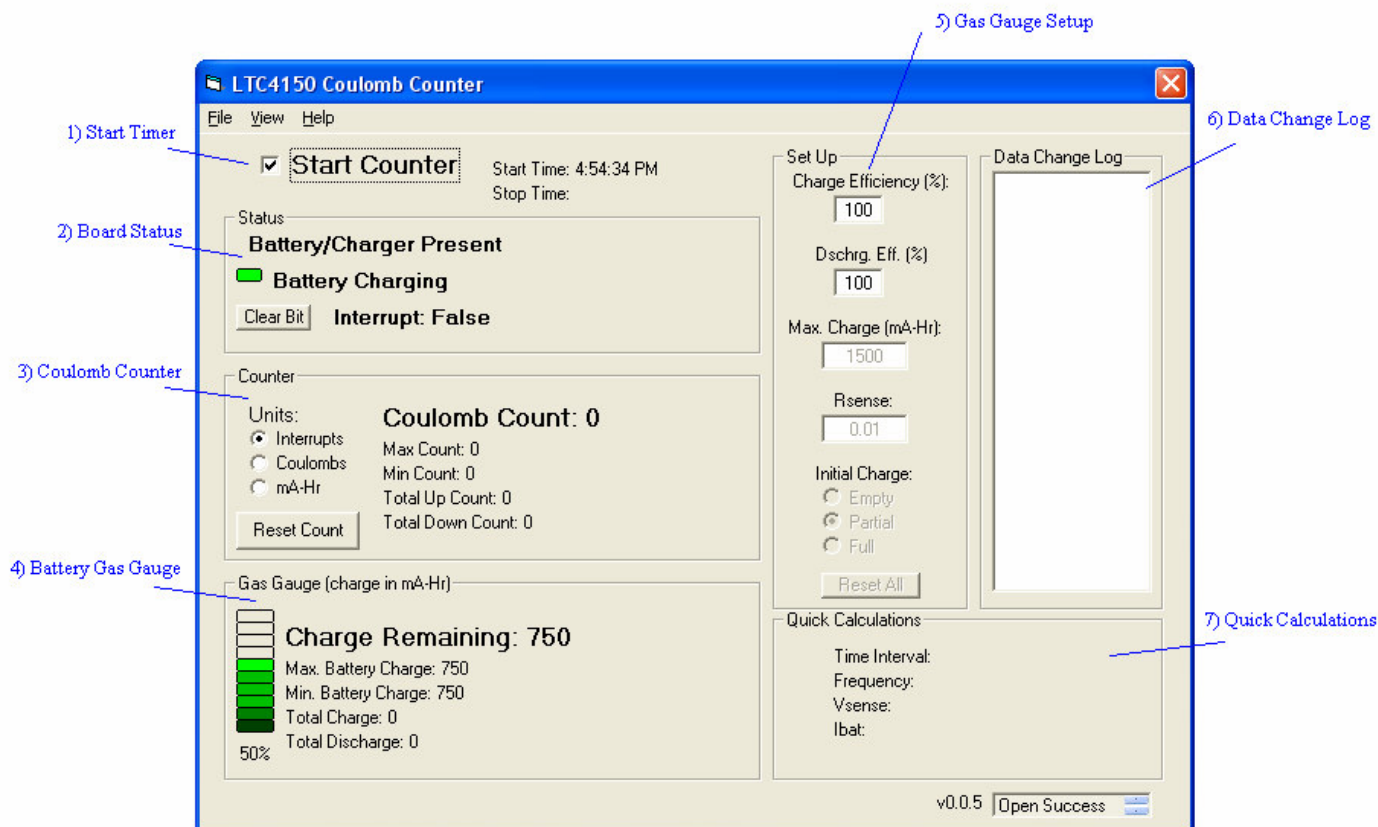 5) Gas Gauge Setup
LTC4150 Coulomb Counter
File View Help
1) Start Timer
6) Data Change Log
Start Counter
Start Time: 4:54:34 PM
Stop Time:
2) Board Status
Status
Battery/Charger Present
Battery Charging
Clear Bit
Interrupt: False
3) Coulomb Counter
Counter
Units:
Interrupts
Coulombs
mA-Hr
Reset Count
Coulomb Count: 0
Max Count: 0
Min Count: 0
Total Up Count: 0
Total Down Count: 0
4) Battery Gas Gauge
Gas Gauge (charge in mA-Hr)
50%
Charge Remaining: 750
Max. Battery Charge: 750
Min. Battery Charge: 750
Total Charge: 0
Total Discharge: 0
Set Up
Charge Efficiency (%):
100
Dschrg. Eff. (%)
100
Max. Charge (mA-Hr):
1500
Rsense:
0.01
Initial Charge:
Empty
Partial
Full
Reset All
Data Change Log
Quick Calculations
7) Quick Calculations
Time Interval:
Frequency:
Vsense:
Ibat:
v0.0.5
Open Success